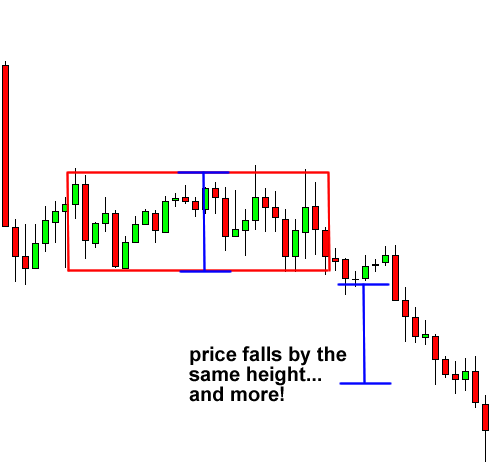 price falls by the
same height...
and more!